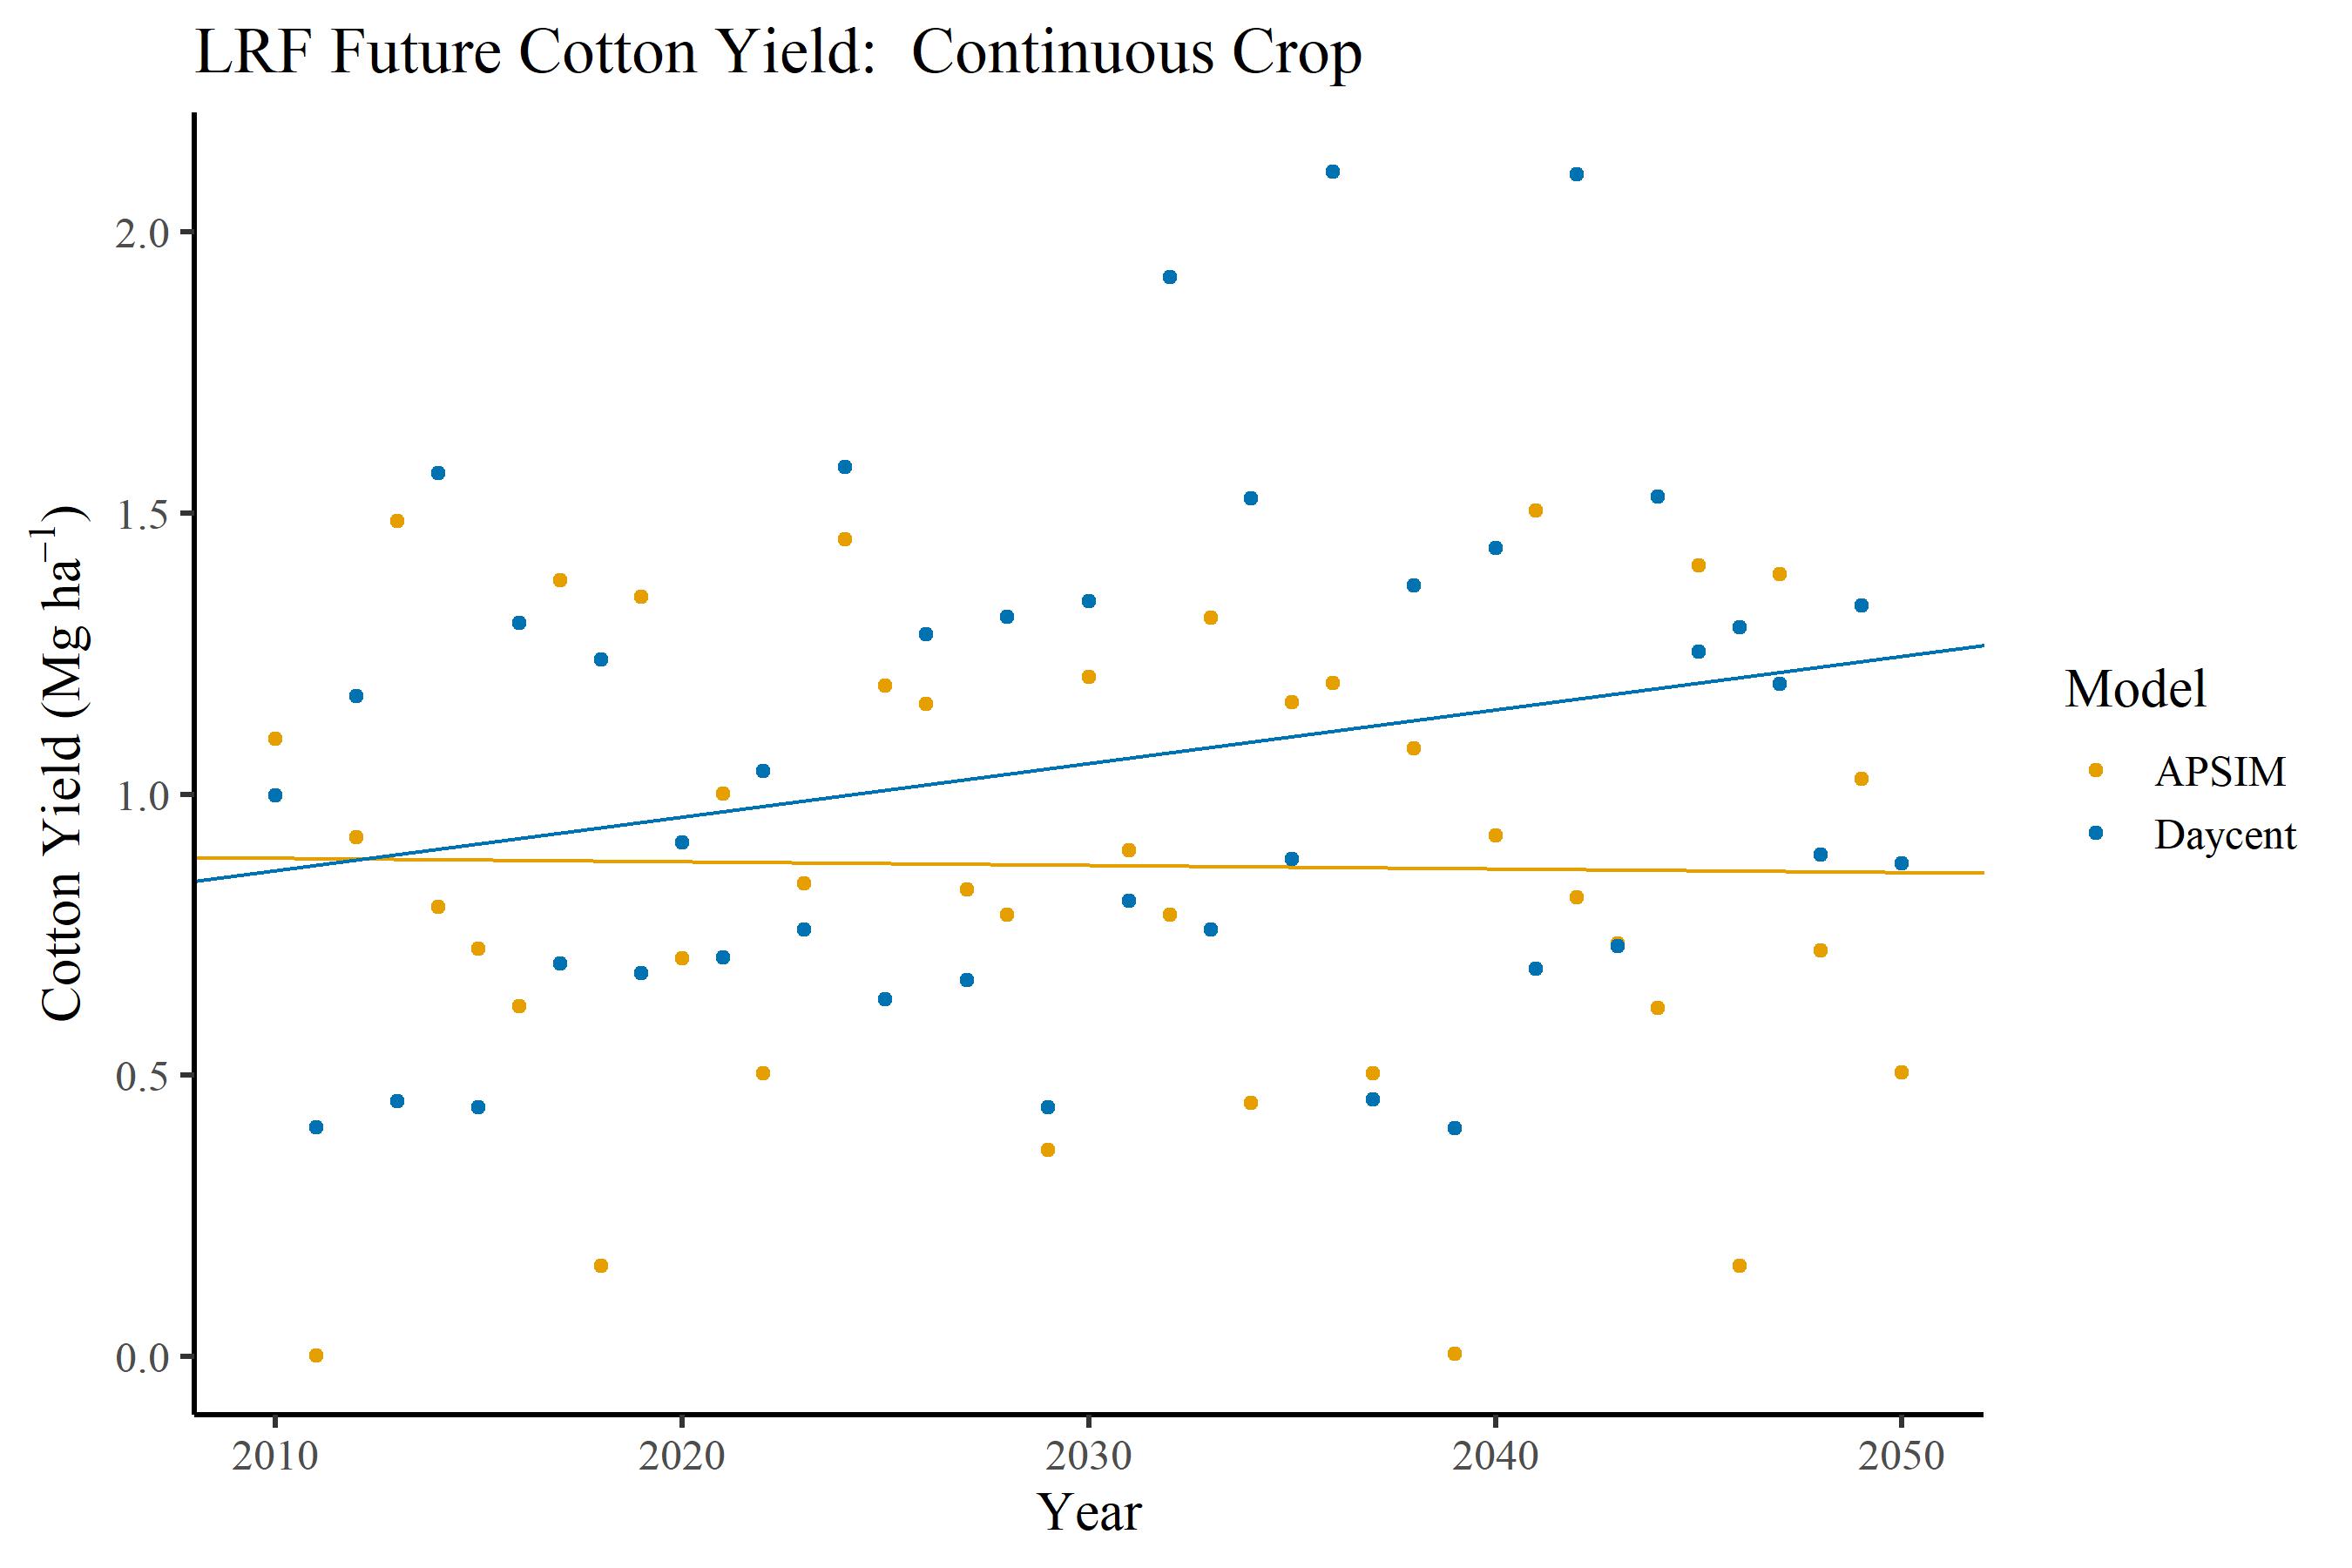 LRF Future Cotton Yield:  Continuous Crop
Cotton Yield (Mg ha⁻¹)
2.0
1.5
1.0
0.5
0.0
2010 2020 2030 2040 2050
Year
Model
APSIM
Daycent